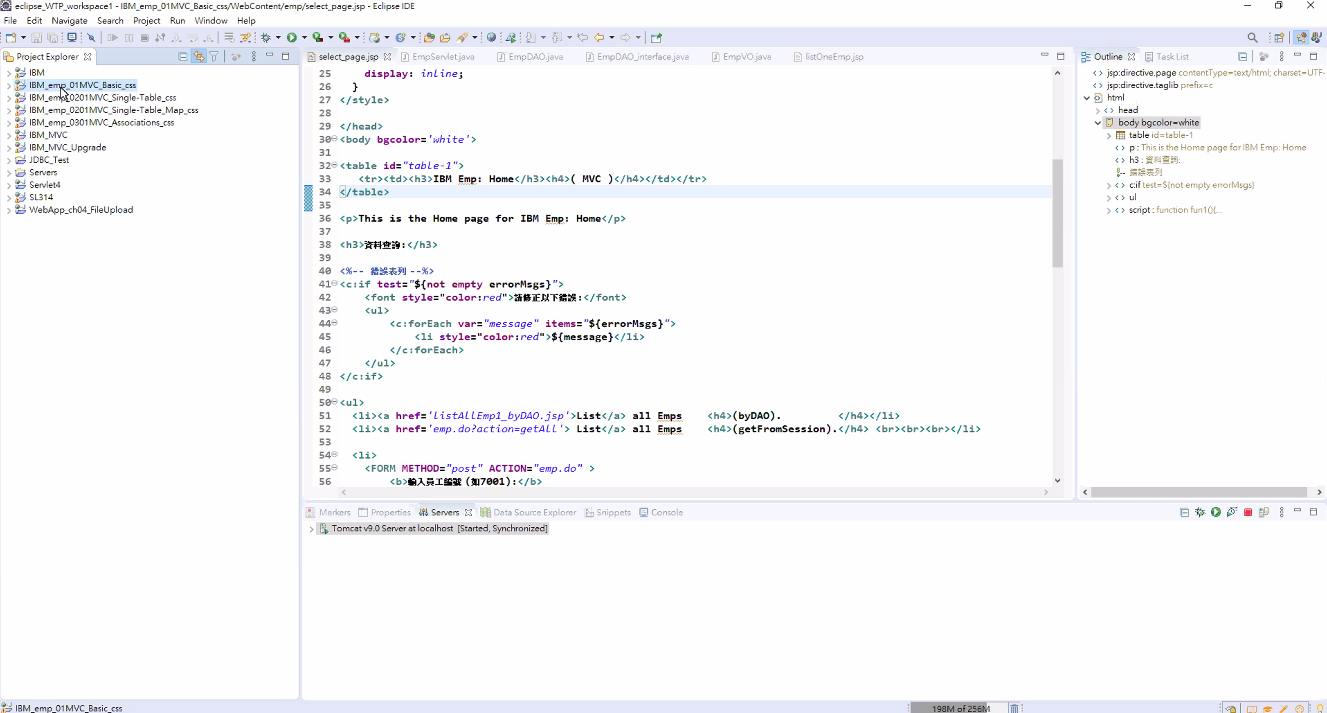 eclipse_WTP_workspace1 - IBM_emp_01MVC_Basic_css/WebContent/emp/select_page.jsp - Eclipse IDE
File Edit Navigate Search Project Run Window Help
Project Explorer
IBM
IBM_emp_01MVC_Basic_css
IBM_emp_0201MVC_Single-Table_css
IBM_emp_0201MVC_Single-Table_Map_css
IBM_emp_0301MVC_Associations_css
IBM_MVC
IBM_MVC_Upgrade
JDBC_Test
Servers
Servlet4
SL314
WebApp_ch04_FileUpload
select_page.jsp EmpServlet.java EmpDAO.java EmpDAO_interface.java EmpVO.java listOneEmp.jsp
25 display: inline;
26 }
27 </style>
28
29 </head>
30 <body bgcolor='white'>
31
32 <table id="table-1">
33 <tr><td><h3>IBM Emp: Home</h3><h4>( MVC )</h4></td></tr>
34 </table>
35
36 <p>This is the Home page for IBM Emp: Home</p>
37
38 <h3>資料查詢:</h3>
39
40 <%-- 錯誤表列 --%>
41 <c:if test="${not empty errorMsgs}">
42 <font style="color:red">請修正以下錯誤:</font>
43 <ul>
44 <c:forEach var="message" items="${errorMsgs}">
45 <li style="color:red">${message}</li>
46 </c:forEach>
47 </ul>
48 </c:if>
49
50 <ul>
51 <li><a href='listAllEmp1_byDAO.jsp'>List</a> all Emps <h4>(byDAO). </h4></li>
52 <li><a href='emp.do?action=getAll'> List</a> all Emps <h4>(getFromSession).</h4> <br><br><br></li>
53
54 <li>
55 <FORM METHOD="post" ACTION="emp.do" >
56 <b>輸入員工編號 (如7001):</b>
Outline Task List
jsp:directive.page contentType=text/html; charset=UTF-
jsp:directive.taglib prefix=c
html
head
body bgcolor=white
table id=table-1
p : This is the Home page for IBM Emp: Home
h3 : 資料查詢:
錯誤表列
c:if test=${not empty errorMsgs}
ul
script : function fun1(){...
Markers Properties Servers Data Source Explorer Snippets Console
Tomcat v9.0 Server at localhost [Started, Synchronized]
IBM_emp_01MVC_Basic_css
198M of 256M